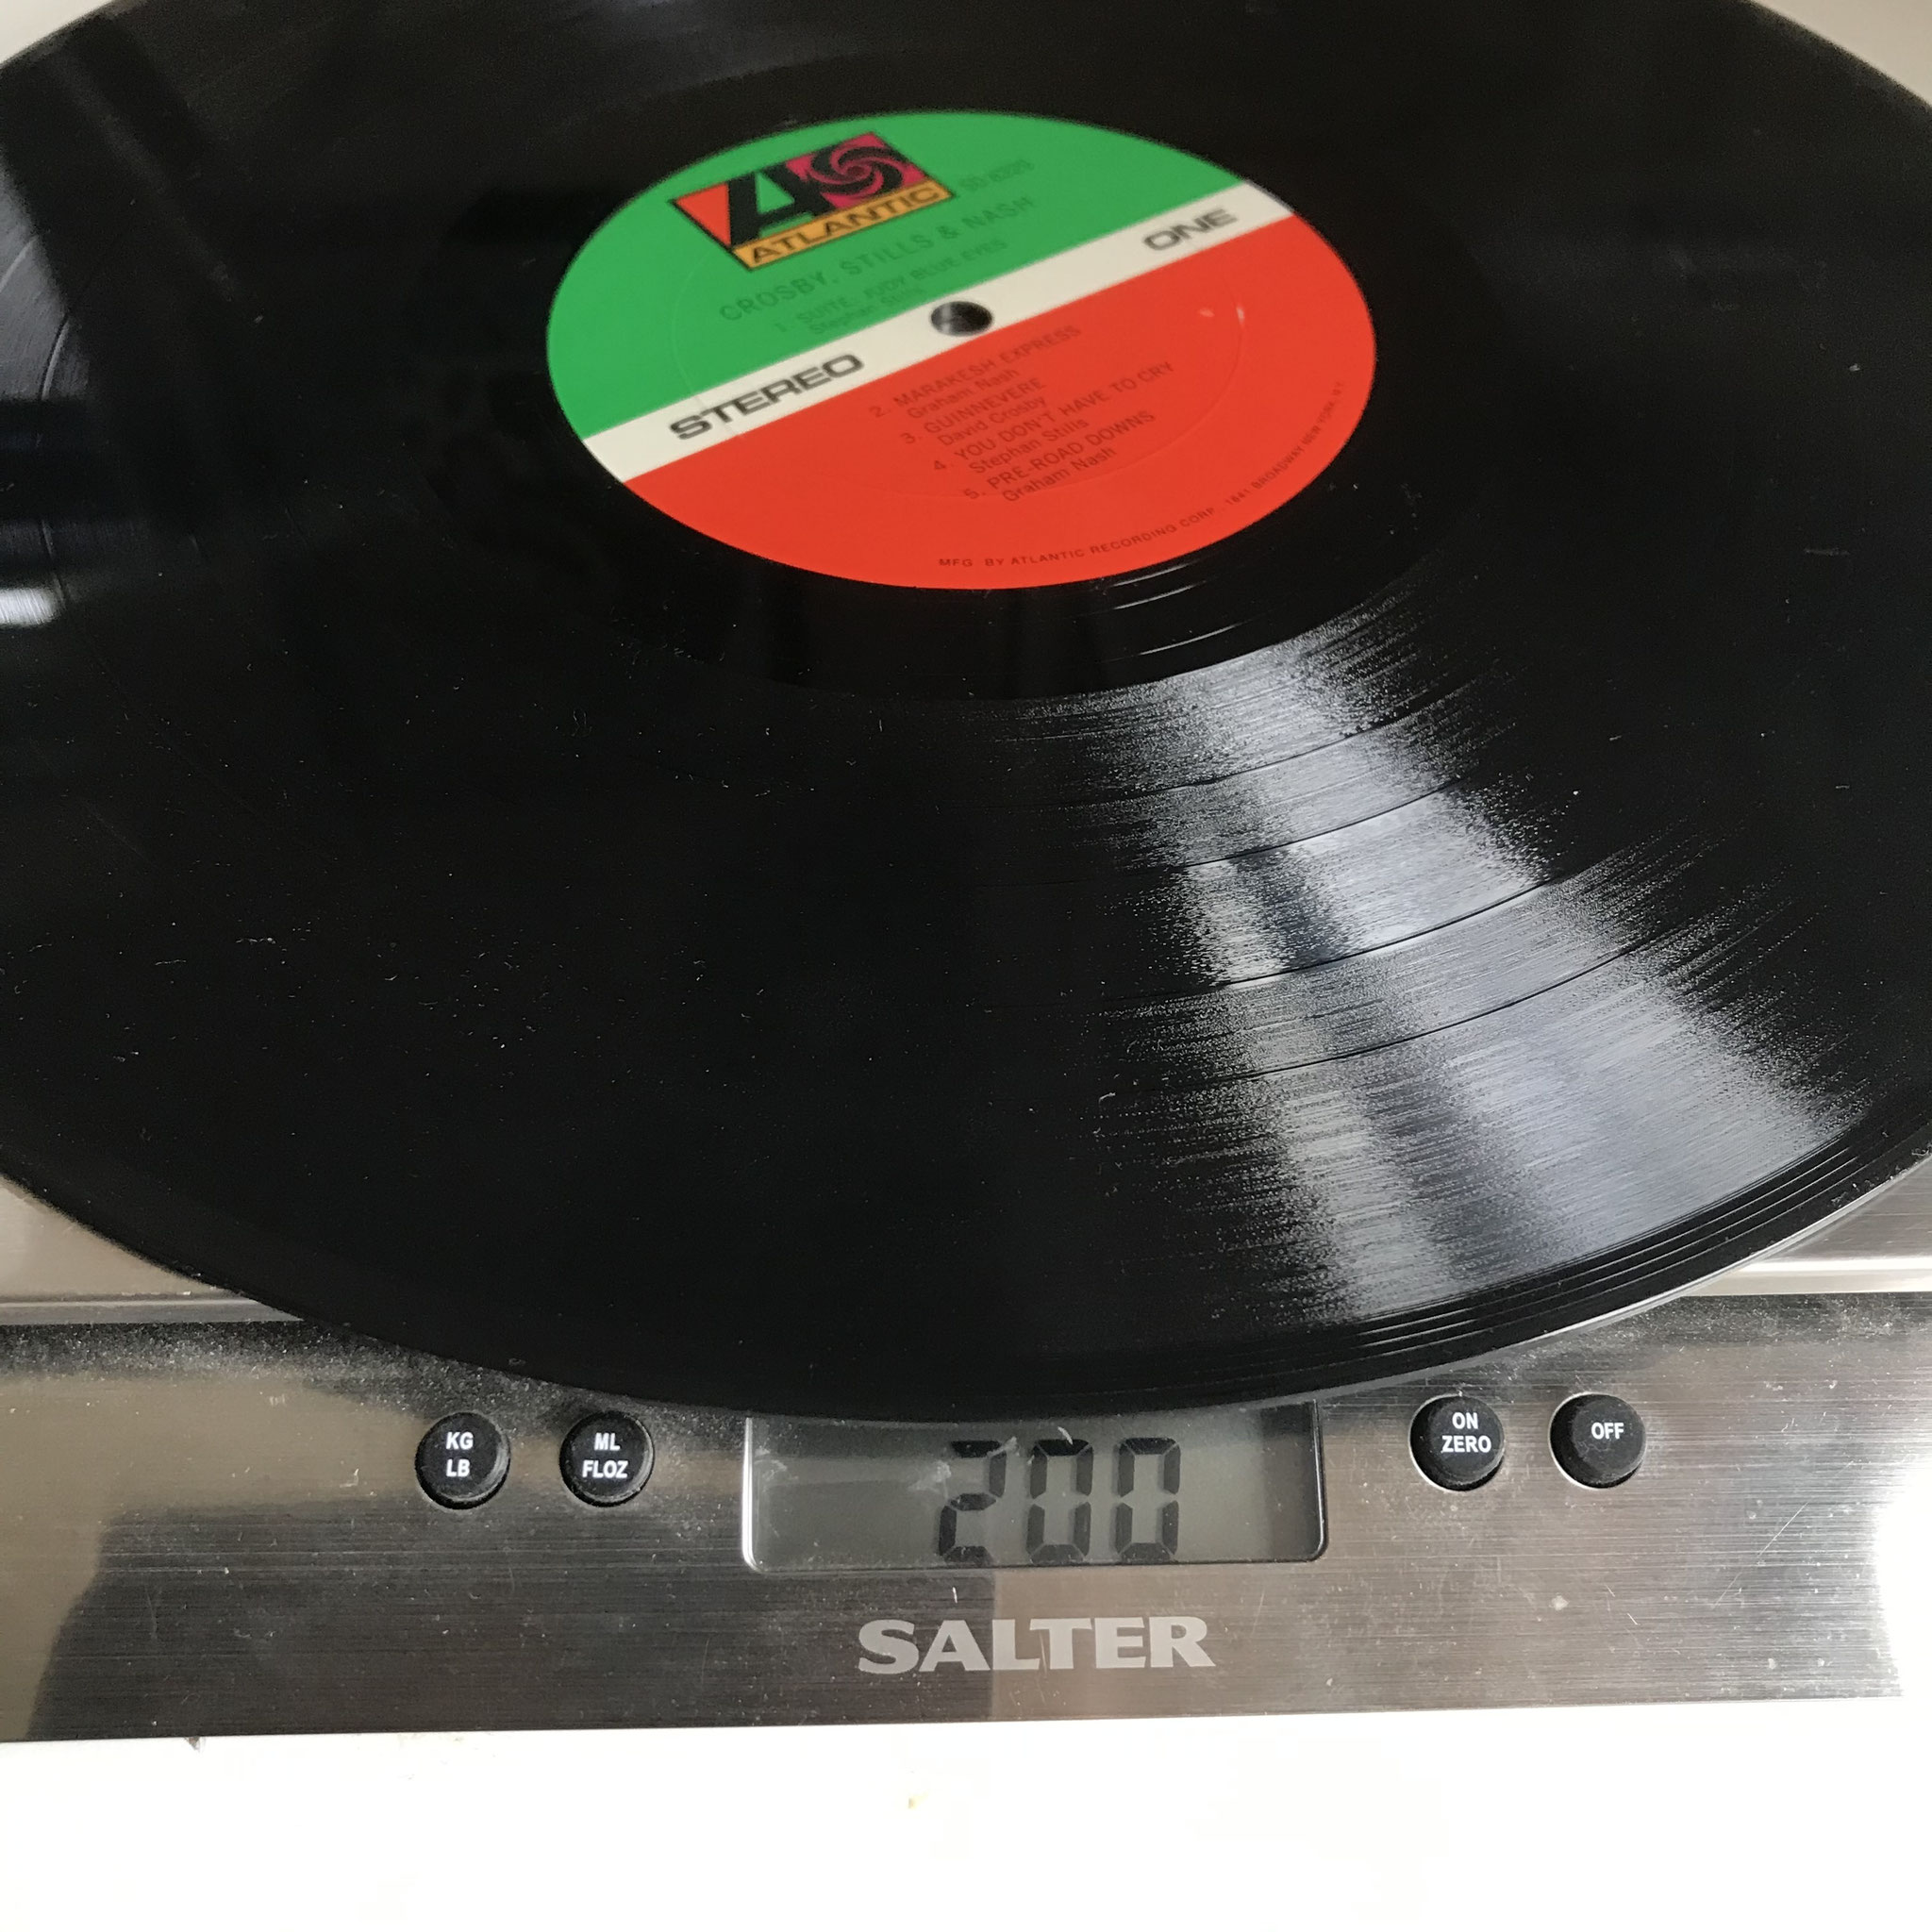 ATLANTIC
SD-8229
CROSBY, STILLS & NASH
1. SUITE: JUDY BLUE EYES
Stephan Stills
STEREO
ONE
2. MARAKESH EXPRESS
Graham Nash
3. GUINNEVERE
David Crosby
4. YOU DON'T HAVE TO CRY
Stephan Stills
5. PRE-ROAD DOWNS
Graham Nash
MFG. BY ATLANTIC RECORDING CORP., 1841 BROADWAY NEW YORK, N.Y.
KG
LB
ML
FLOZ
200
ON
ZERO
OFF
SALTER